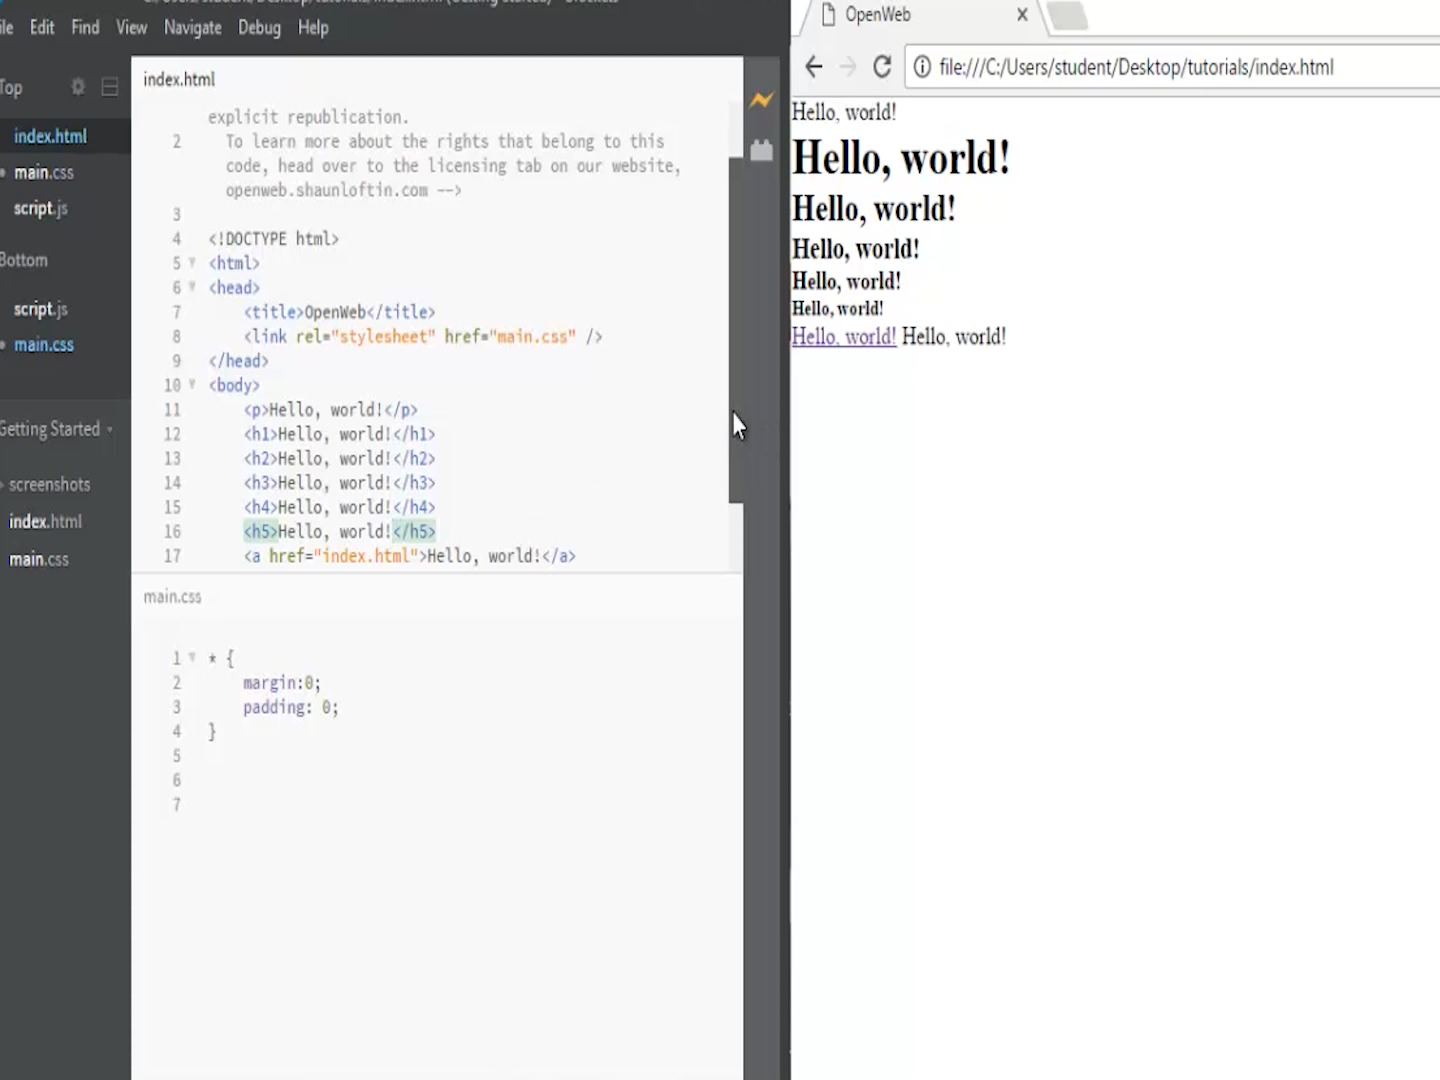 File Edit Find View Navigate Debug Help
Top
index.html
main.css
script.js
Bottom
script.js
main.css
Getting Started
screenshots
index.html
main.css
index.html
explicit republication.
2 To learn more about the rights that belong to this
code, head over to the licensing tab on our website,
openweb.shaunloftin.com -->
3
4 <!DOCTYPE html>
5 <html>
6 <head>
7 <title>OpenWeb</title>
8 <link rel="stylesheet" href="main.css" />
9 </head>
10 <body>
11 <p>Hello, world!</p>
12 <h1>Hello, world!</h1>
13 <h2>Hello, world!</h2>
14 <h3>Hello, world!</h3>
15 <h4>Hello, world!</h4>
16 <h5>Hello, world!</h5>
17 <a href="index.html">Hello, world!</a>
main.css
1 * {
2 margin:0;
3 padding: 0;
4 }
5
6
7
OpenWeb
file:///C:/Users/student/Desktop/tutorials/index.html
Hello, world!
Hello, world!
Hello, world!
Hello, world!
Hello, world!
Hello, world!
Hello, world! Hello, world!